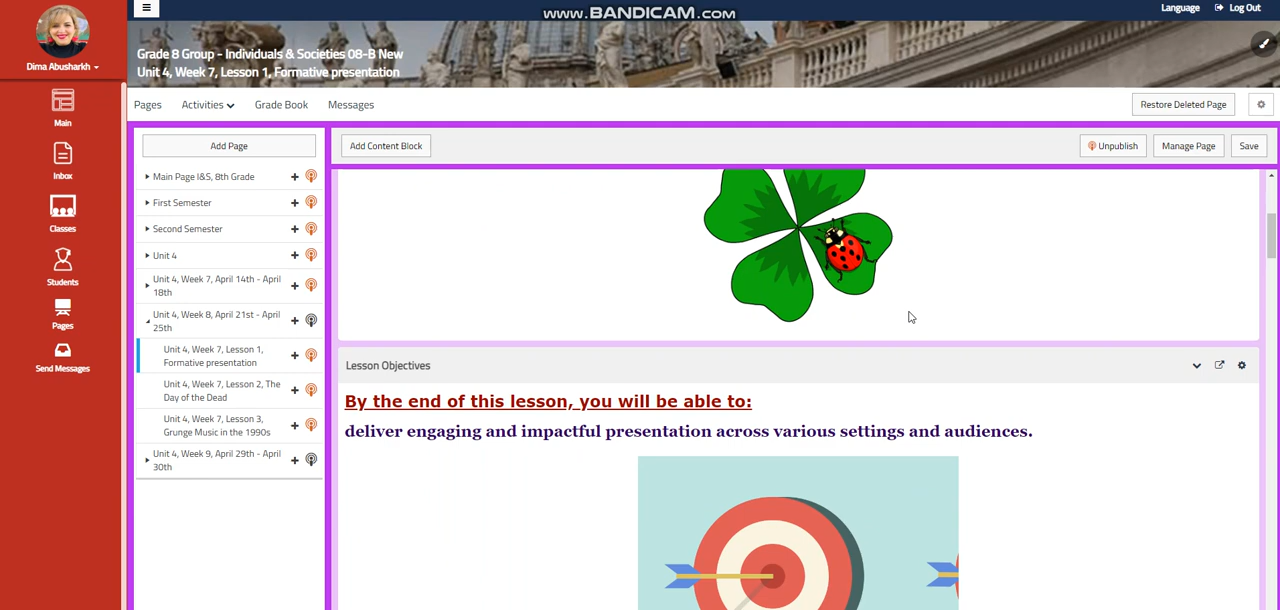 www.BANDICAM.com
Language
Log Out
Dima Abusharkh
Grade 8 Group - Individuals & Societies 08-B New
Unit 4, Week 7, Lesson 1, Formative presentation
Pages
Activities
Grade Book
Messages
Restore Deleted Page
Main
Inbox
Classes
Students
Pages
Send Messages
Add Page
Main Page I&S, 8th Grade
First Semester
Second Semester
Unit 4
Unit 4, Week 7, April 14th - April
18th
Unit 4, Week 8, April 21st - April
25th
Unit 4, Week 7, Lesson 1,
Formative presentation
Unit 4, Week 7, Lesson 2, The
Day of the Dead
Unit 4, Week 7, Lesson 3,
Grunge Music in the 1990s
Unit 4, Week 9, April 29th - April
30th
Add Content Block
Unpublish
Manage Page
Save
Lesson Objectives
By the end of this lesson, you will be able to:
deliver engaging and impactful presentation across various settings and audiences.